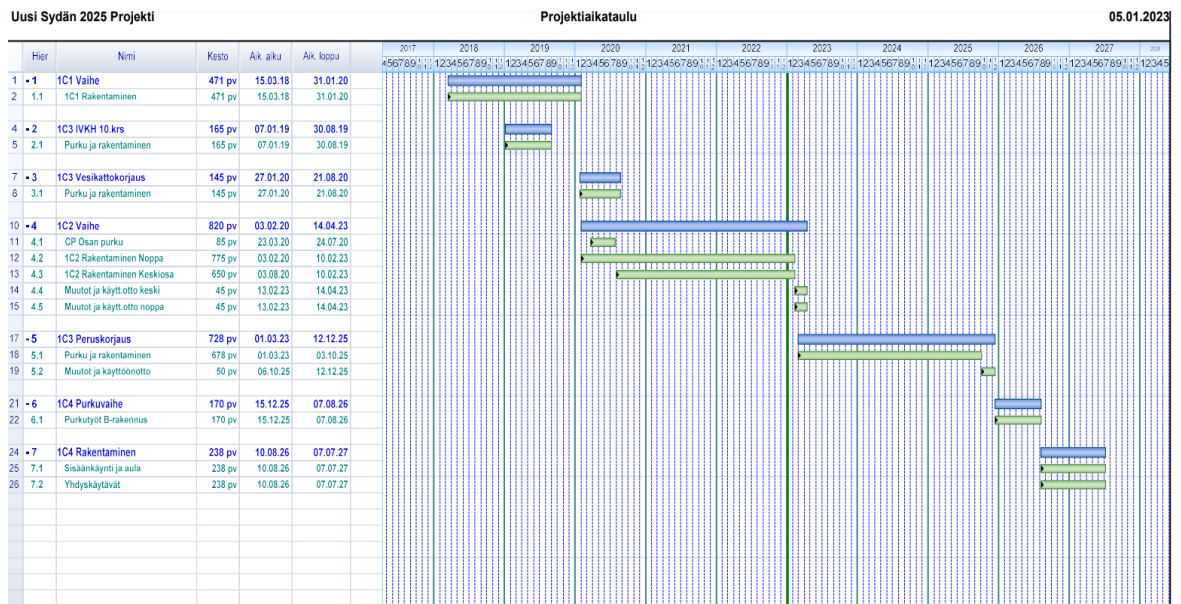 Uusi Sydän 2025 Projekti Projektiaikataulu 05.01.2023
2017 2018 2019 2020 2021 2022 2023 2024 2025 2026 2027 2028
Hier Nimi Kesto Aik. alku Aik. loppu
456789012 123456789012 123456789012 123456789012 123456789012 123456789012 123456789012 123456789012 123456789012 123456789012 123456789012 12345
1 - 1 1C1 Vaihe 471 pv 15.03.18 31.01.20
2 1.1 1C1 Rakentaminen 471 pv 15.03.18 31.01.20
4 - 2 1C3 IVKH 10.krs 165 pv 07.01.19 30.08.19
5 2.1 Purku ja rakentaminen 165 pv 07.01.19 30.08.19
7 - 3 1C3 Vesikattokorjaus 145 pv 27.01.20 21.08.20
8 3.1 Purku ja rakentaminen 145 pv 27.01.20 21.08.20
10 - 4 1C2 Vaihe 820 pv 03.02.20 14.04.23
11 4.1 CP Osan purku 85 pv 23.03.20 24.07.20
12 4.2 1C2 Rakentaminen Noppa 775 pv 03.02.20 10.02.23
13 4.3 1C2 Rakentaminen Keskiosa 650 pv 03.08.20 10.02.23
14 4.4 Muutot ja käytt.otto keski 45 pv 13.02.23 14.04.23
15 4.5 Muutot ja käytt.otto noppa 45 pv 13.02.23 14.04.23
17 - 5 1C3 Peruskorjaus 728 pv 01.03.23 12.12.25
18 5.1 Purku ja rakentaminen 678 pv 01.03.23 03.10.25
19 5.2 Muutot ja käyttöönotto 50 pv 06.10.25 12.12.25
21 - 6 1C4 Purkuvaihe 170 pv 15.12.25 07.08.26
22 6.1 Purkutyöt B-rakennus 170 pv 15.12.25 07.08.26
24 - 7 1C4 Rakentaminen 238 pv 10.08.26 07.07.27
25 7.1 Sisäänkäynti ja aula 238 pv 10.08.26 07.07.27
26 7.2 Yhdyskäytävät 238 pv 10.08.26 07.07.27